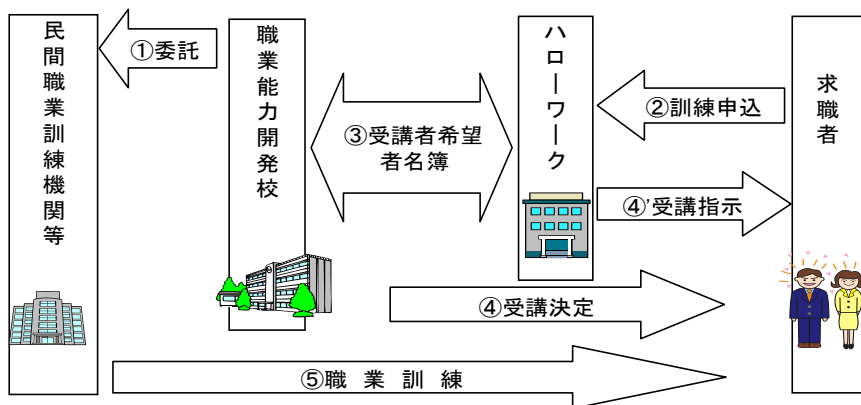 民間職業訓練機関等
①委託
職業能力開発校
③受講者希望
者名簿
ハローワーク
②訓練申込
④'受講指示
求職者
④受講決定
⑤職 業 訓 練